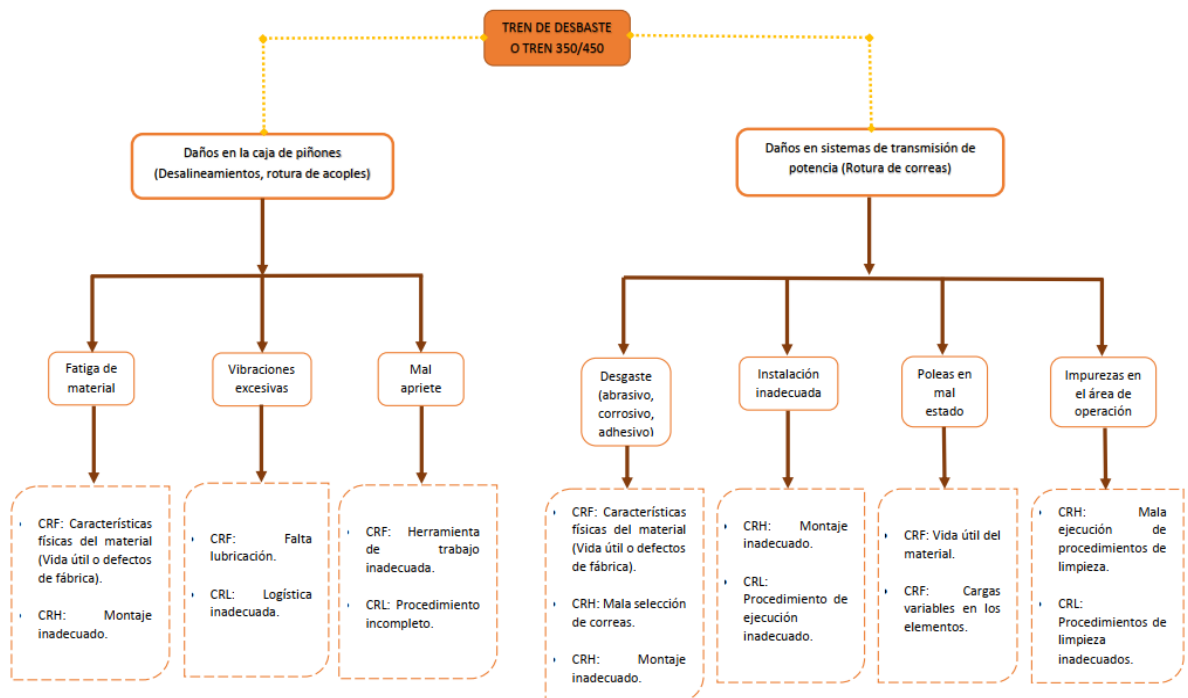 TREN DE DESBASTE
O TREN 350/450
Daños en la caja de piñones
(Desalineamientos, rotura de acoples)
Daños en sistemas de transmisión de
potencia (Rotura de correas)
Fatiga de
material
Vibraciones
excesivas
Mal
apriete
Desgaste
(abrasivo,
corrosivo,
adhesivo)
Instalación
inadecuada
Poleas en
mal
estado
Impurezas en
el área de
operación
CRF: Características
físicas del material
(Vida útil o defectos
de fábrica).
CRH: Montaje
inadecuado.
CRF: Falta
lubricación.
CRL: Logística
inadecuada.
CRF: Herramienta
de trabajo
inadecuada.
CRL: Procedimiento
incompleto.
CRF: Características
físicas del material
(Vida útil o defectos
de fábrica).
CRH: Mala selección
de correas.
CRH: Montaje
inadecuado.
CRH: Montaje
inadecuado.
CRL:
Procedimiento de
ejecución
inadecuado.
CRF: Vida útil del
material.
CRF: Cargas
variables en los
elementos.
CRH: Mala
ejecución de
procedimientos de
limpieza.
CRL:
Procedimientos de
limpieza
inadecuados.